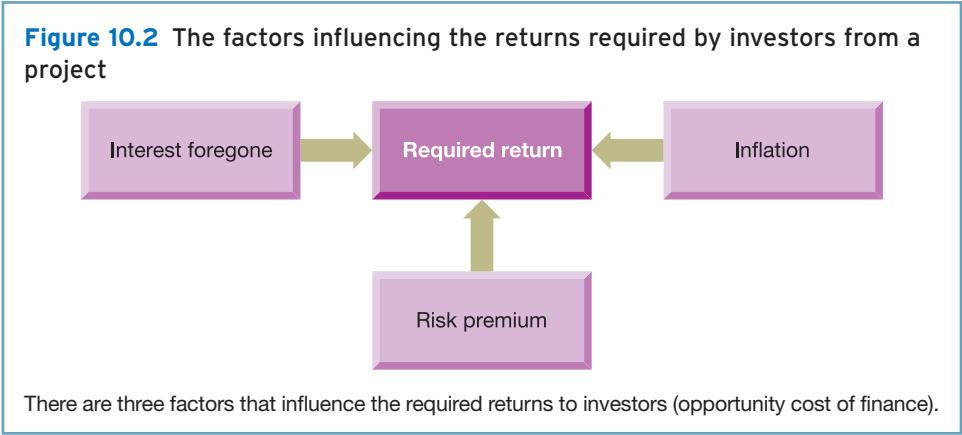 Figure 10.2 The factors influencing the returns required by investors from a
project
Interest foregone
Required return
Inflation
Risk premium
There are three factors that influence the required returns to investors (opportunity cost of finance).